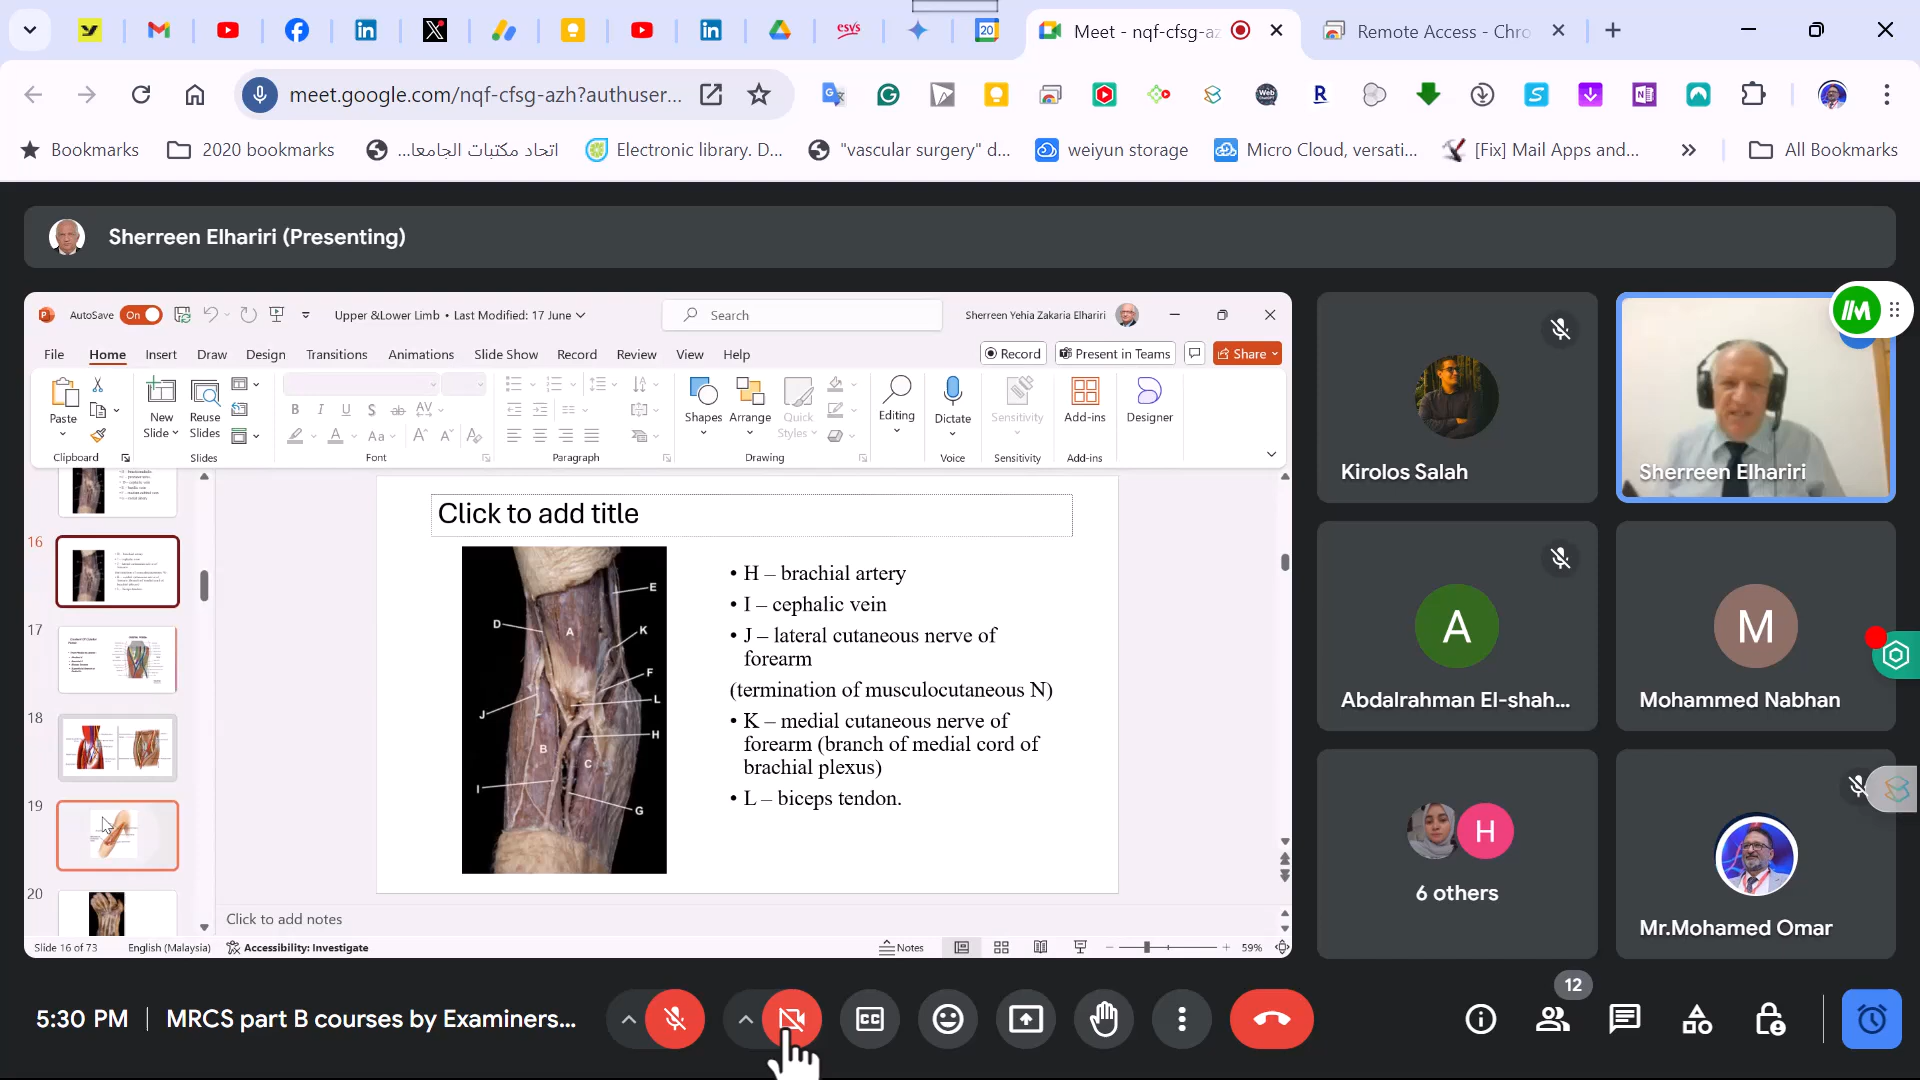 esvs
20
Meet - nqf-cfsg-az
Remote Access - Chro
meet.google.com/nqf-cfsg-azh?authuser...
Bookmarks
2020 bookmarks
اتحاد مكتبات الجامعا...
Electronic library. D...
"vascular surgery" d...
weiyun storage
Micro Cloud, versati...
[Fix] Mail Apps and...
»
All Bookmarks
Sherreen Elhariri (Presenting)
AutoSave On
Upper &Lower Limb • Last Modified: 17 June
Search
Sherreen Yehia Zakaria Elhariri
File Home Insert Draw Design Transitions Animations Slide Show Record Review View Help
Record
Present in Teams
Share
Paste
New Slide
Reuse Slides
B I U S ab AV
A Aa A A
Shapes
Arrange
Quick Styles
Editing
Dictate
Sensitivity
Add-ins
Designer
Clipboard
Slides
Font
Paragraph
Drawing
Voice
Sensitivity
Add-ins
16
17
18
19
20
Click to add title
E
D
A
K
F
L
J
H
B
C
I
G
• H – brachial artery
• I – cephalic vein
• J – lateral cutaneous nerve of
forearm
(termination of musculocutaneous N)
• K – medial cutaneous nerve of
forearm (branch of medial cord of
brachial plexus)
• L – biceps tendon.
Click to add notes
Slide 16 of 73
English (Malaysia)
Accessibility: Investigate
Notes
59%
Kirolos Salah
Sherreen Elhariri
A
Abdalrahman El-shah...
M
Mohammed Nabhan
H
6 others
Mr.Mohamed Omar
5:30 PM
MRCS part B courses by Examiners...
CC
12